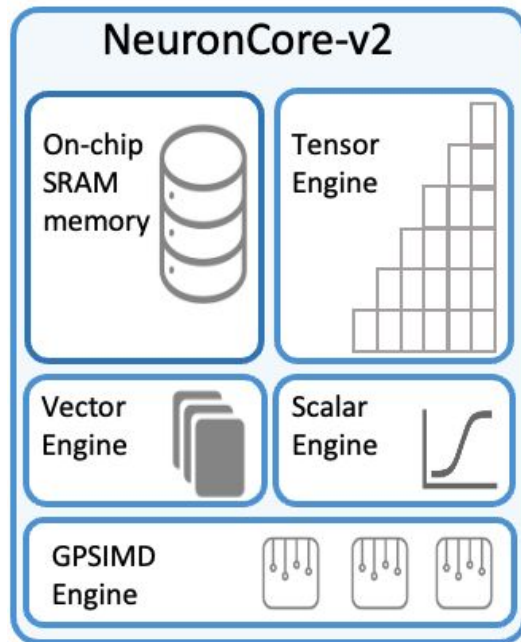 NeuronCore-v2
On-chip
SRAM
memory
Tensor
Engine
Vector
Engine
Scalar
Engine
GPSIMD
Engine